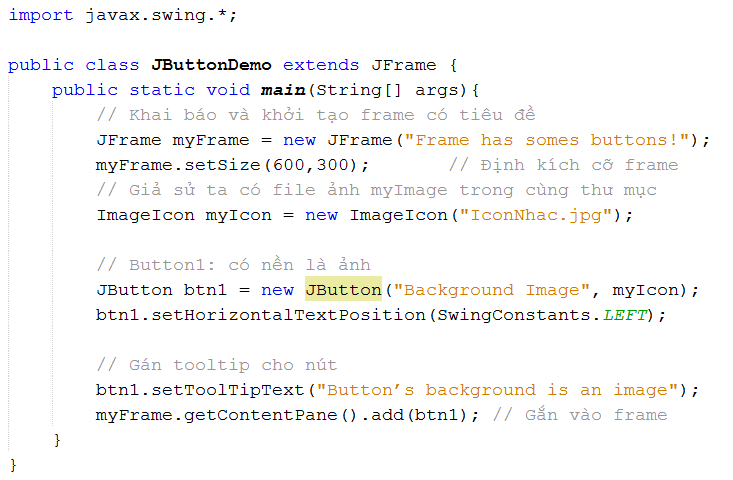 import javax.swing.*;
public class JButtonDemo extends JFrame {
public static void main(String[] args){
// Khai báo và khởi tạo frame có tiêu đề
JFrame myFrame = new JFrame("Frame has somes buttons!");
myFrame.setSize(600,300); // Định kích cỡ frame
// Giả sử ta có file ảnh myImage trong cùng thư mục
ImageIcon myIcon = new ImageIcon("IconNhac.jpg");
// Button1: có nền là ảnh
JButton btn1 = new JButton("Background Image", myIcon);
btn1.setHorizontalTextPosition(SwingConstants.LEFT);
// Gán tooltip cho nút
btn1.setToolTipText("Button’s background is an image");
myFrame.getContentPane().add(btn1); // Gắn vào frame
}
}